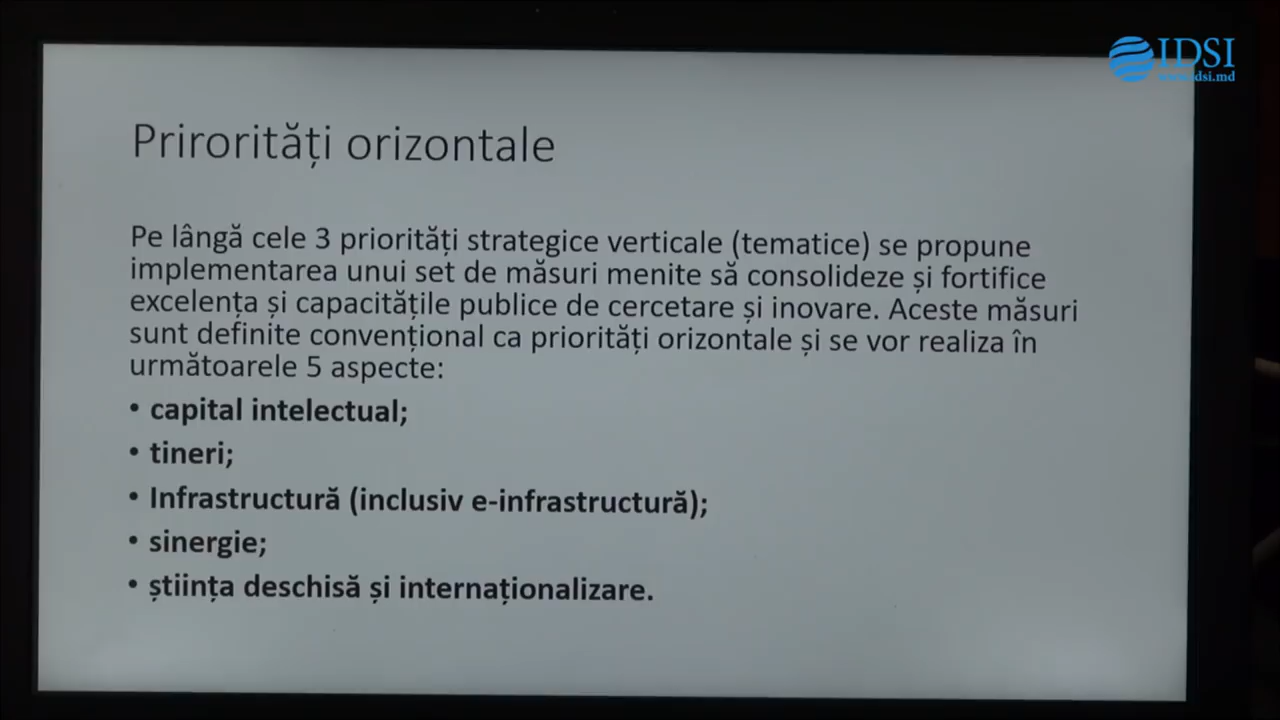 IDSI
www.idsi.md
Prirorități orizontale
Pe lângă cele 3 priorități strategice verticale (tematice) se propune
implementarea unui set de măsuri menite să consolideze și fortifice
excelența și capacitățile publice de cercetare și inovare. Aceste măsuri
sunt definite convențional ca priorități orizontale și se vor realiza în
următoarele 5 aspecte:
• capital intelectual;
• tineri;
• Infrastructură (inclusiv e-infrastructură);
• sinergie;
• știința deschisă și internaționalizare.